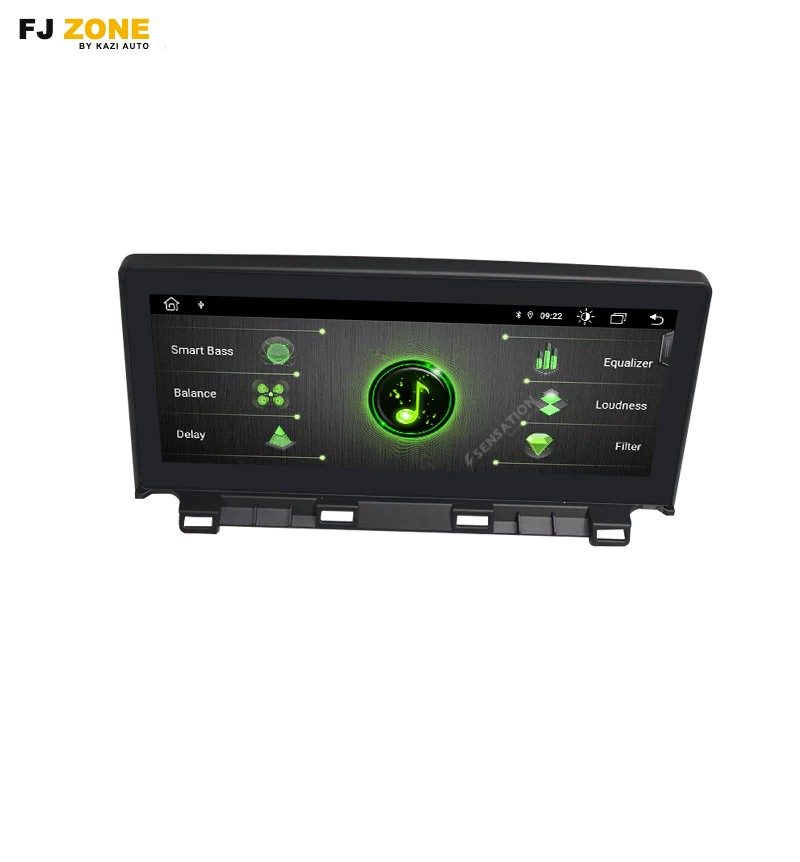 FJ ZONE
BY KAZI AUTO
09:22
Smart Bass
Balance
Delay
Equalizer
Loudness
Filter
SENSATION